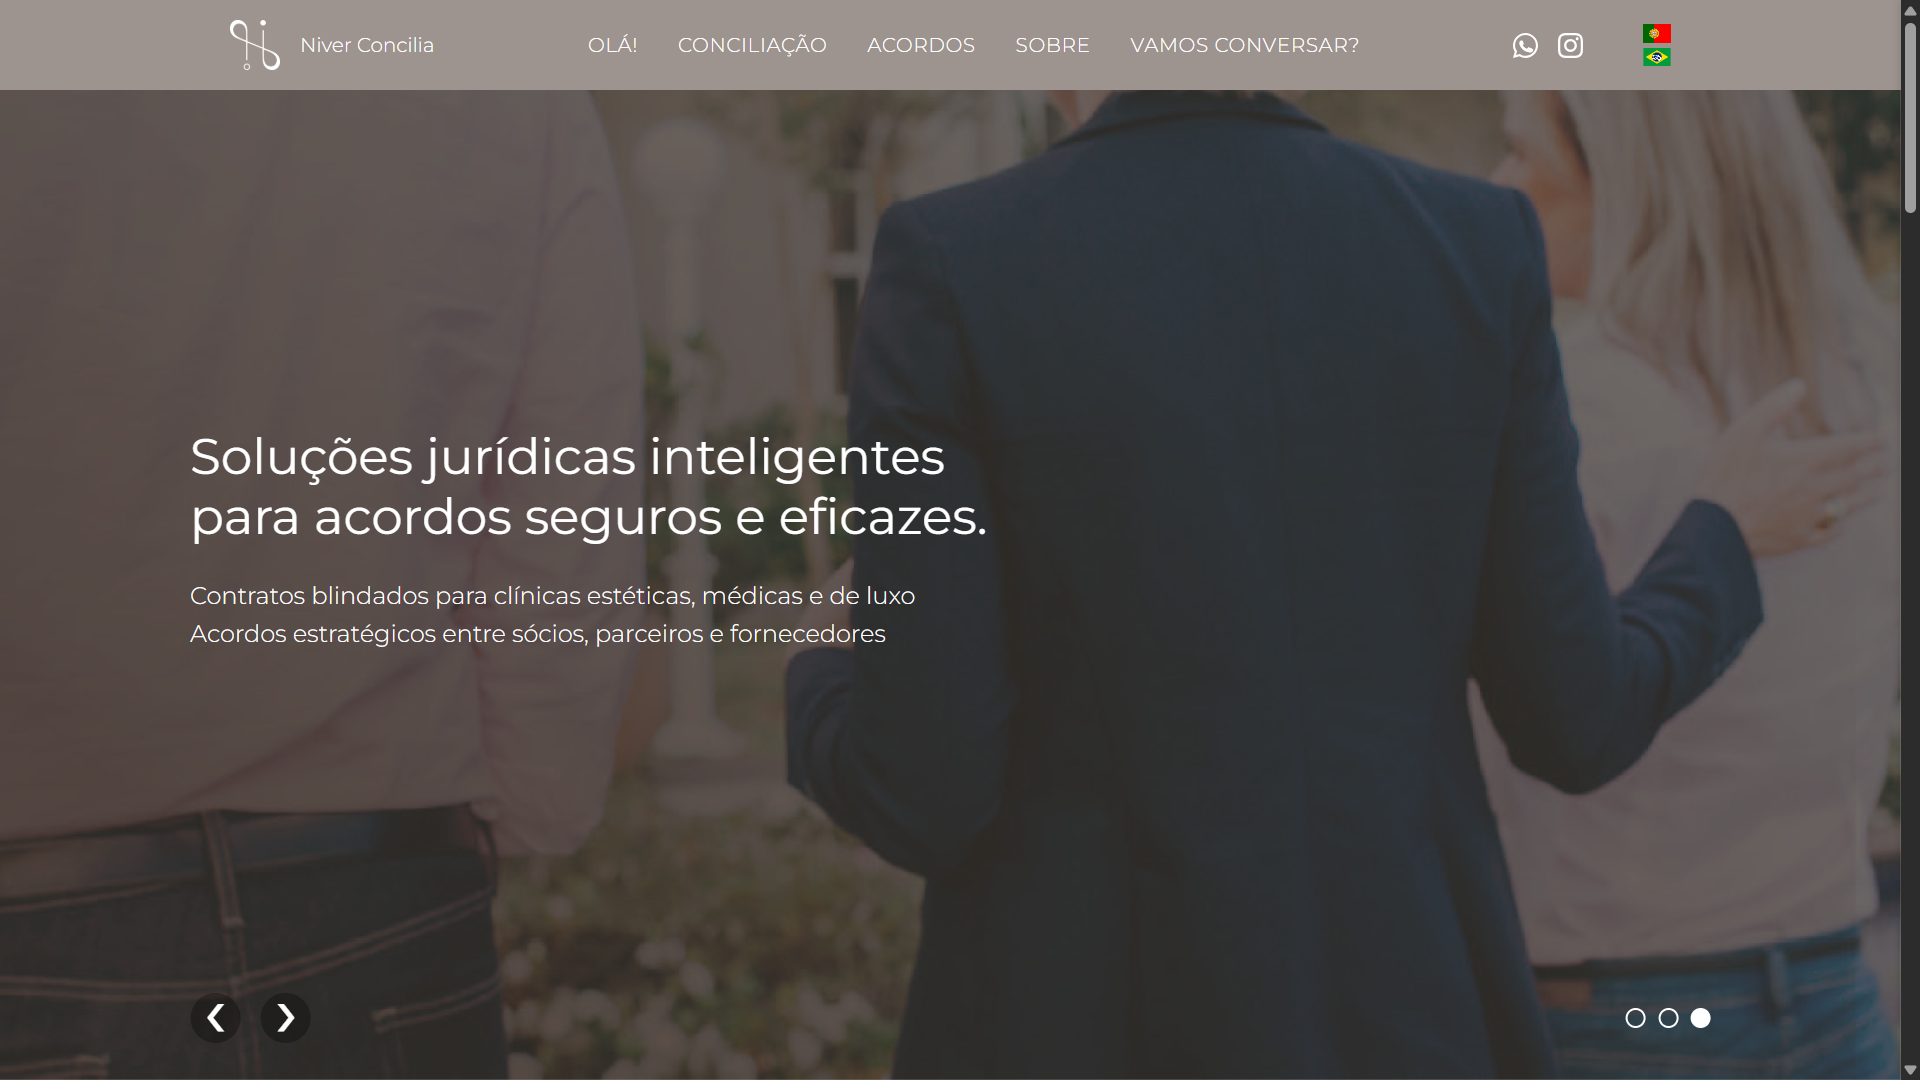 Niver Concilia
OLÁ!
CONCILIAÇÃO
ACORDOS
SOBRE
VAMOS CONVERSAR?
Soluções jurídicas inteligentes
para acordos seguros e eficazes.
Contratos blindados para clínicas estéticas, médicas e de luxo
Acordos estratégicos entre sócios, parceiros e fornecedores